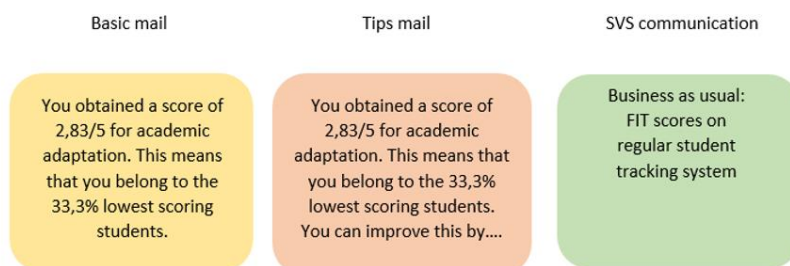 Basic mail
Tips mail
SVS communication
You obtained a score of
2,83/5 for academic
adaptation. This means
that you belong to the
33,3% lowest scoring
students.
You obtained a score of
2,83/5 for academic
adaptation. This means that
you belong to the 33,3%
lowest scoring students.
You can improve this by....
Business as usual:
FIT scores on
regular student
tracking system